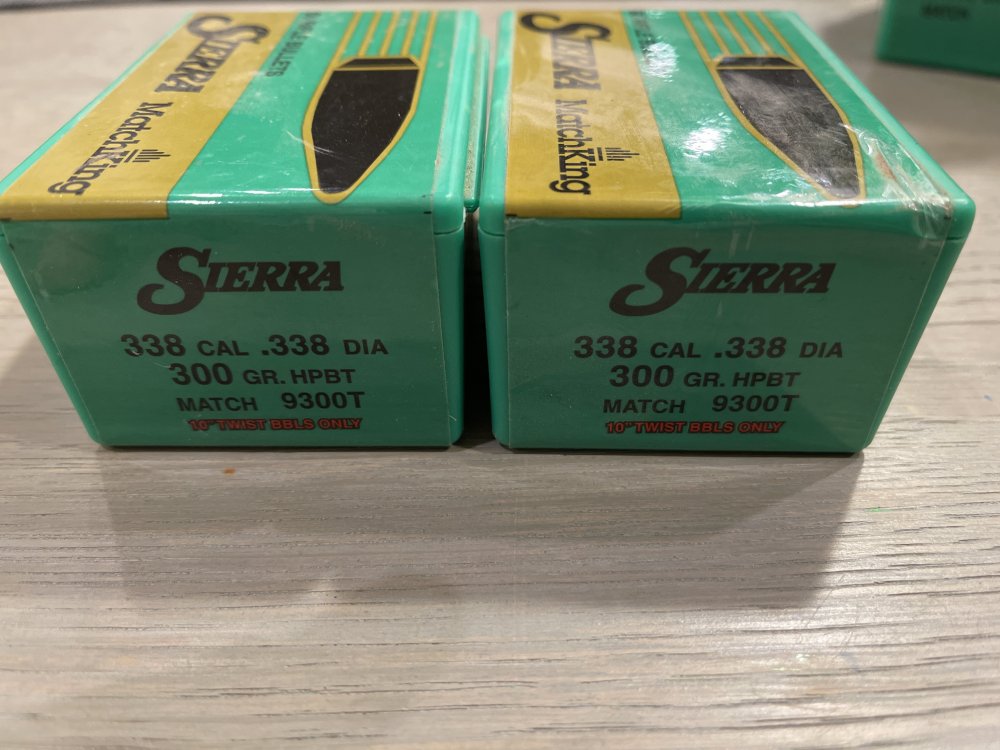 SIERRA
MatchKing
BULLETS
SIERRA
338 CAL .338 DIA
300 GR. HPBT
MATCH 9300T
10" TWIST BBLS ONLY
SIERRA
MatchKing
SIERRA
338 CAL .338 DIA
300 GR. HPBT
MATCH 9300T
10" TWIST BBLS ONLY